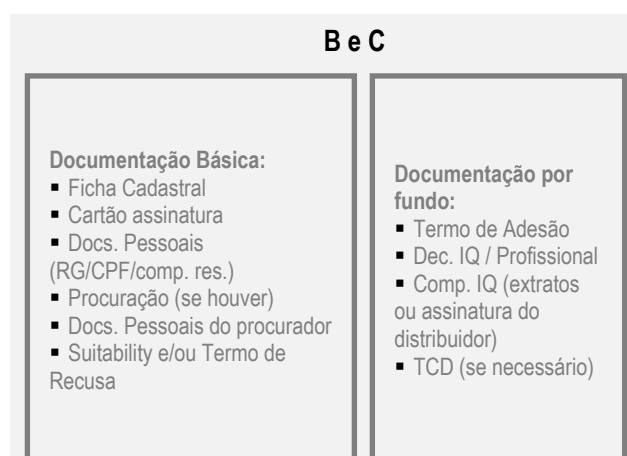 B e C
Documentação Básica:
▪ Ficha Cadastral
▪ Cartão assinatura
▪ Docs. Pessoais
(RG/CPF/comp. res.)
▪ Procuração (se houver)
▪ Docs. Pessoais do procurador
▪ Suitability e/ou Termo de
Recusa
Documentação por
fundo:
▪ Termo de Adesão
▪ Dec. IQ / Profissional
▪ Comp. IQ (extratos
ou assinatura do
distribuidor)
▪ TCD (se necessário)